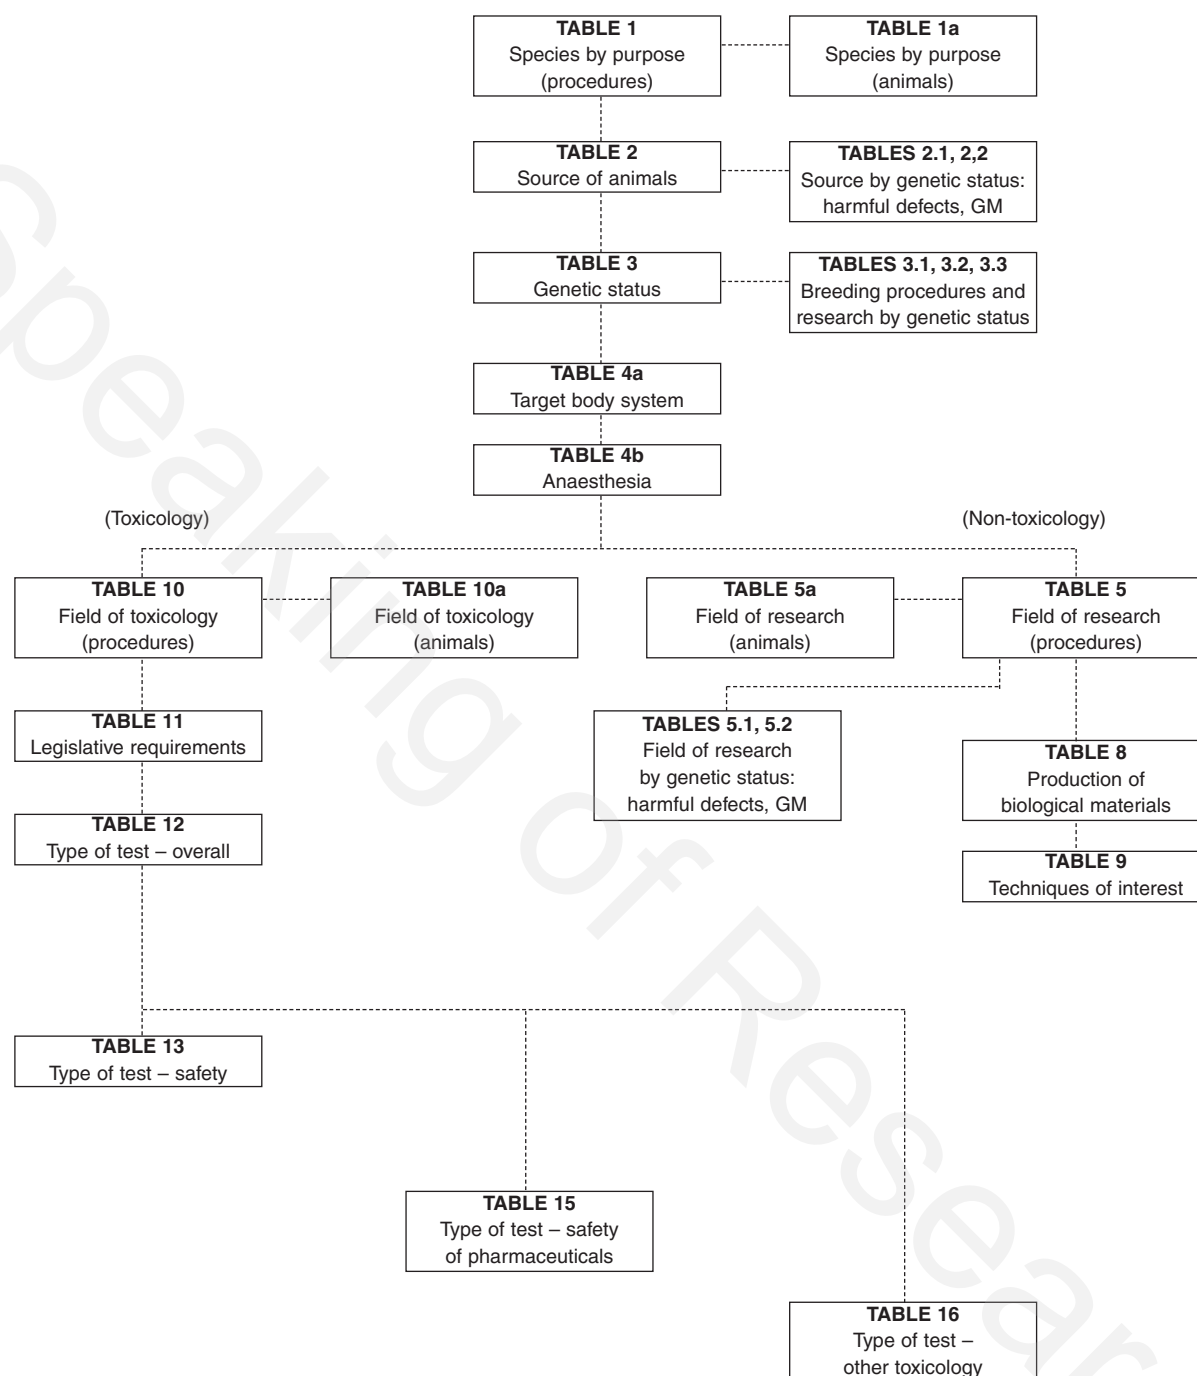 TABLE 1
Species by purpose
(procedures)
TABLE 1a
Species by purpose
(animals)
TABLE 2
Source of animals
TABLES 2.1, 2,2
Source by genetic status:
harmful defects, GM
TABLE 3
Genetic status
TABLES 3.1, 3.2, 3.3
Breeding procedures and
research by genetic status
TABLE 4a
Target body system
TABLE 4b
Anaesthesia
(Toxicology)
(Non-toxicology)
TABLE 10
Field of toxicology
(procedures)
TABLE 10a
Field of toxicology
(animals)
TABLE 5a
Field of research
(animals)
TABLE 5
Field of research
(procedures)
TABLE 11
Legislative requirements
TABLES 5.1, 5.2
Field of research
by genetic status:
harmful defects, GM
TABLE 8
Production of
biological materials
TABLE 12
Type of test – overall
TABLE 9
Techniques of interest
TABLE 13
Type of test – safety
TABLE 15
Type of test – safety
of pharmaceuticals
TABLE 16
Type of test –
other toxicology
Speaking of Resear